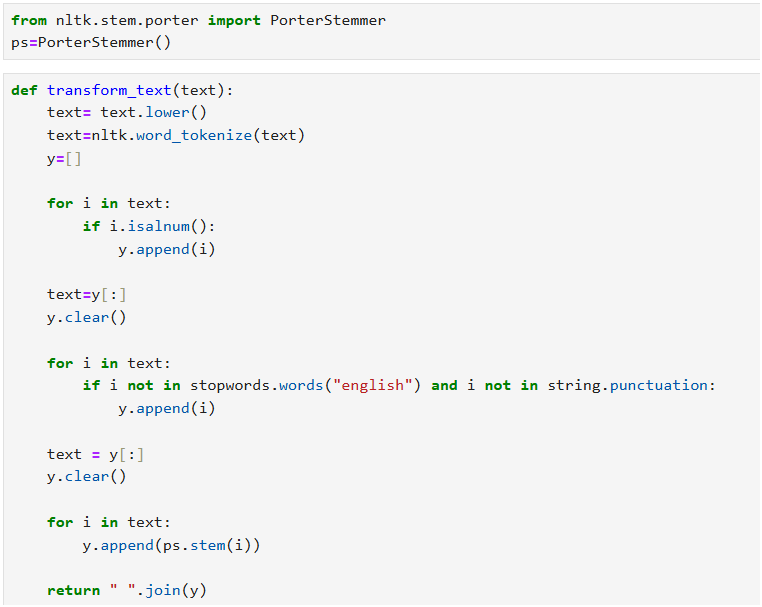 from nltk.stem.porter import PorterStemmer
ps=PorterStemmer()
def transform_text(text):
    text= text.lower()
    text=nltk.word_tokenize(text)
    y=[]
    for i in text:
        if i.isalnum():
            y.append(i)
    text=y[:]
    y.clear()
    for i in text:
        if i not in stopwords.words("english") and i not in string.punctuation:
            y.append(i)
    text = y[:]
    y.clear()
    for i in text:
        y.append(ps.stem(i))
    return " ".join(y)